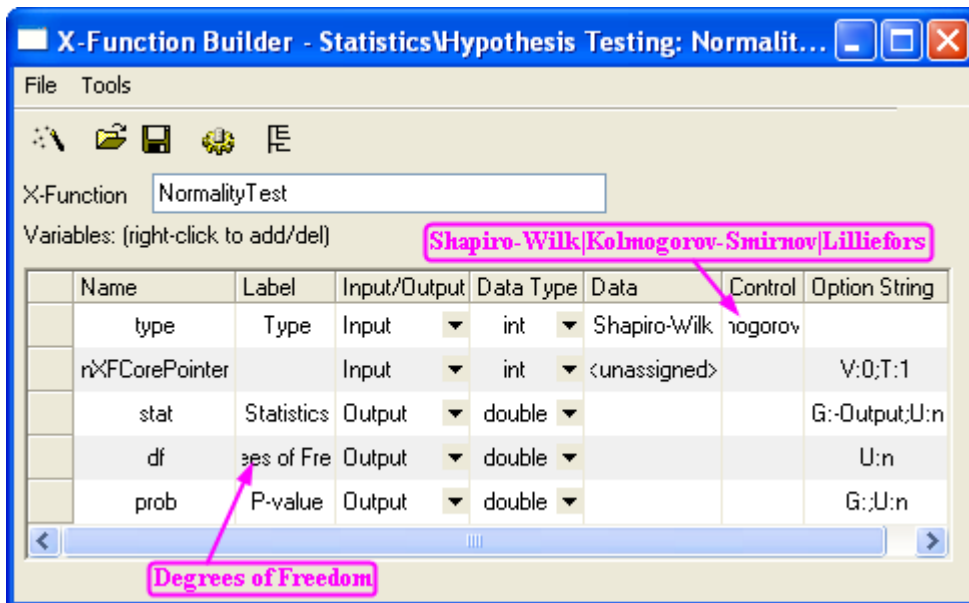 X-Function Builder - Statistics\Hypothesis Testing: Normalit...
File Tools
X-Function NormalityTest
Variables: (right-click to add/del)
Shapiro-Wilk|Kolmogorov-Smirnov|Lilliefors
Name Label Input/Output Data Type Data Control Option String
type Type Input int Shapiro-Wilk nogorov
nXFCorePointer Input int <unassigned> V:0;T:1
stat Statistics Output double G:-Output;U:n
df ees of Fre Output double U:n
prob P-value Output double G:;U:n
Degrees of Freedom